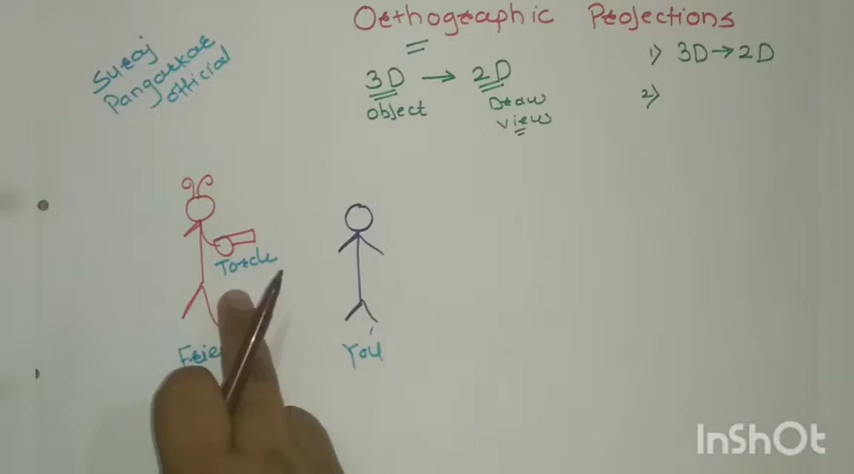 Orthographic Projections
Suraj
Pangarkar
official
3D → 2D
object
Draw
view
1) 3D → 2D
2)
Torch
You
InShOt